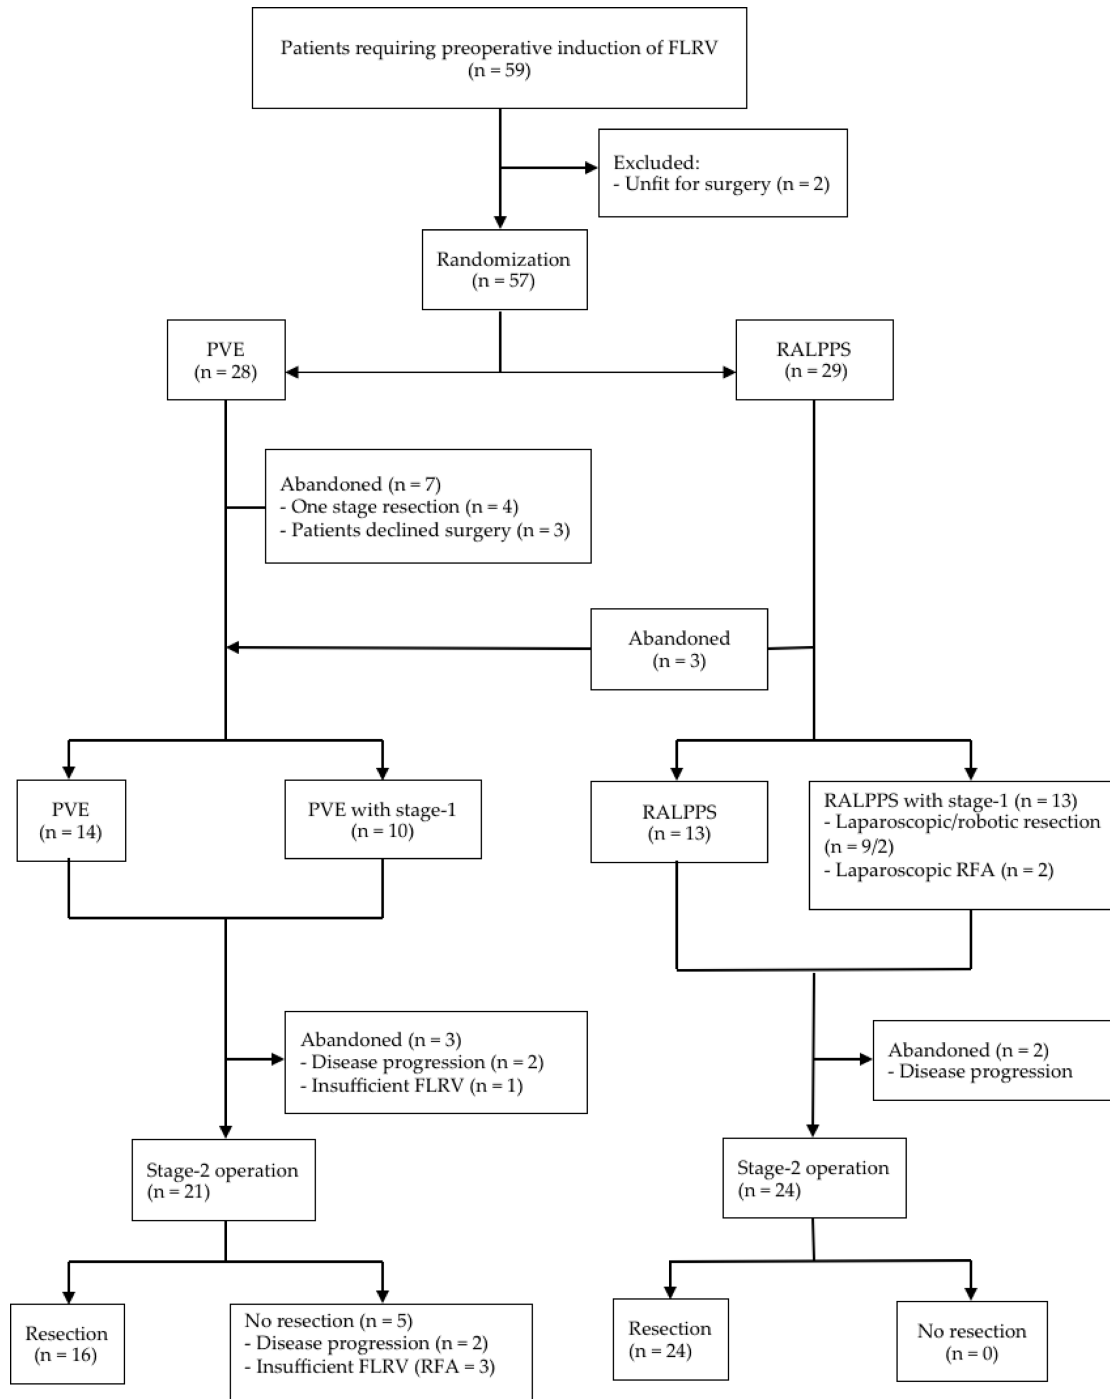 Patients requiring preoperative induction of FLRV
(n = 59)
Excluded:
- Unfit for surgery (n = 2)
Randomization
(n = 57)
PVE
(n = 28)
RALPPS
(n = 29)
Abandoned (n = 7)
- One stage resection (n = 4)
- Patients declined surgery (n = 3)
Abandoned
(n = 3)
PVE
(n = 14)
PVE with stage-1
(n = 10)
RALPPS
(n = 13)
RALPPS with stage-1 (n = 13)
- Laparoscopic/robotic resection
(n = 9/2)
- Laparoscopic RFA (n = 2)
Abandoned (n = 3)
- Disease progression (n = 2)
- Insufficient FLRV (n = 1)
Abandoned (n = 2)
- Disease progression
Stage-2 operation
(n = 21)
Stage-2 operation
(n = 24)
Resection
(n = 16)
No resection (n = 5)
- Disease progression (n = 2)
- Insufficient FLRV (RFA = 3)
Resection
(n = 24)
No resection
(n = 0)